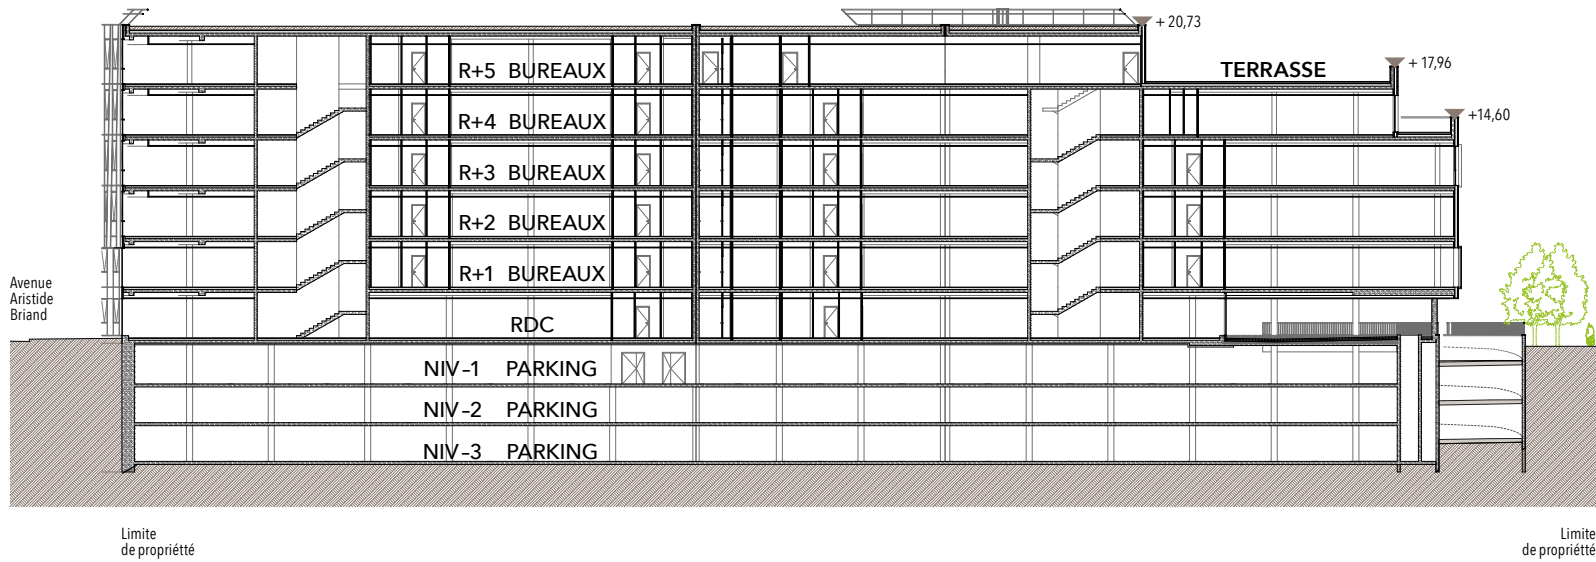 + 20,73
R+5 BUREAUX
TERRASSE
+ 17,96
R+4 BUREAUX
+14,60
R+3 BUREAUX
R+2 BUREAUX
R+1 BUREAUX
Avenue
Aristide
Briand
RDC
NIV-1 PARKING
NIV-2 PARKING
NIV-3 PARKING
Limite
de propriétté
Limite
de propriétté